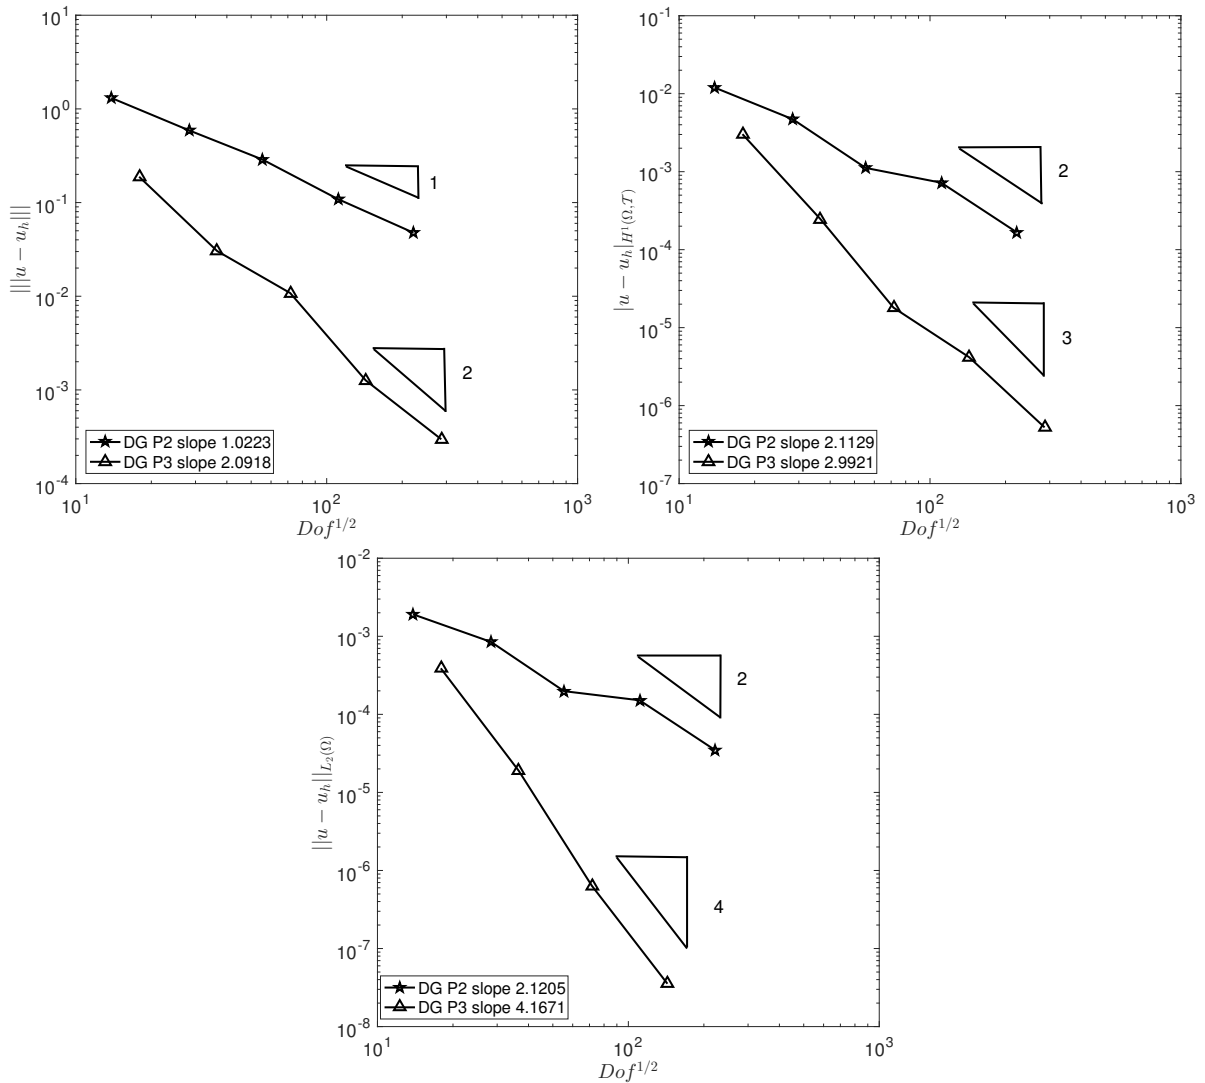 10^1
10^0
10^-1
10^-2
10^-3
10^-4
|||u − u_h|||
1
2
DG P2 slope 1.0223
DG P3 slope 2.0918
10^1
10^2
10^3
Dof^1/2
10^-1
10^-2
10^-3
10^-4
10^-5
10^-6
10^-7
|u − u_h|_H^1(Ω,T)
2
3
DG P2 slope 2.1129
DG P3 slope 2.9921
10^1
10^2
10^3
Dof^1/2
10^-2
10^-3
10^-4
10^-5
10^-6
10^-7
10^-8
||u − u_h||_L_2(Ω)
2
4
DG P2 slope 2.1205
DG P3 slope 4.1671
10^1
10^2
10^3
Dof^1/2